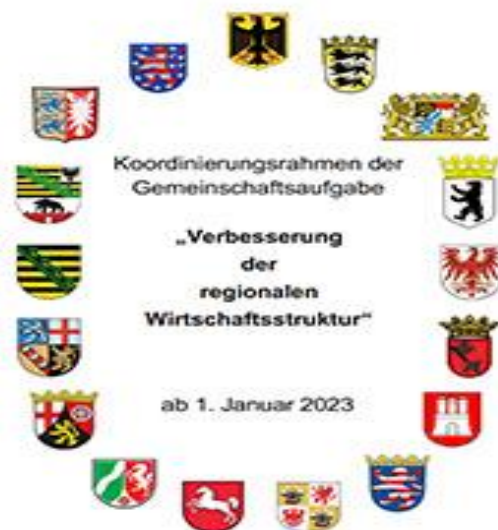 Koordinierungsrahmen der
Gemeinschaftsaufgabe
„Verbesserung
der
regionalen
Wirtschaftsstruktur“
ab 1. Januar 2023